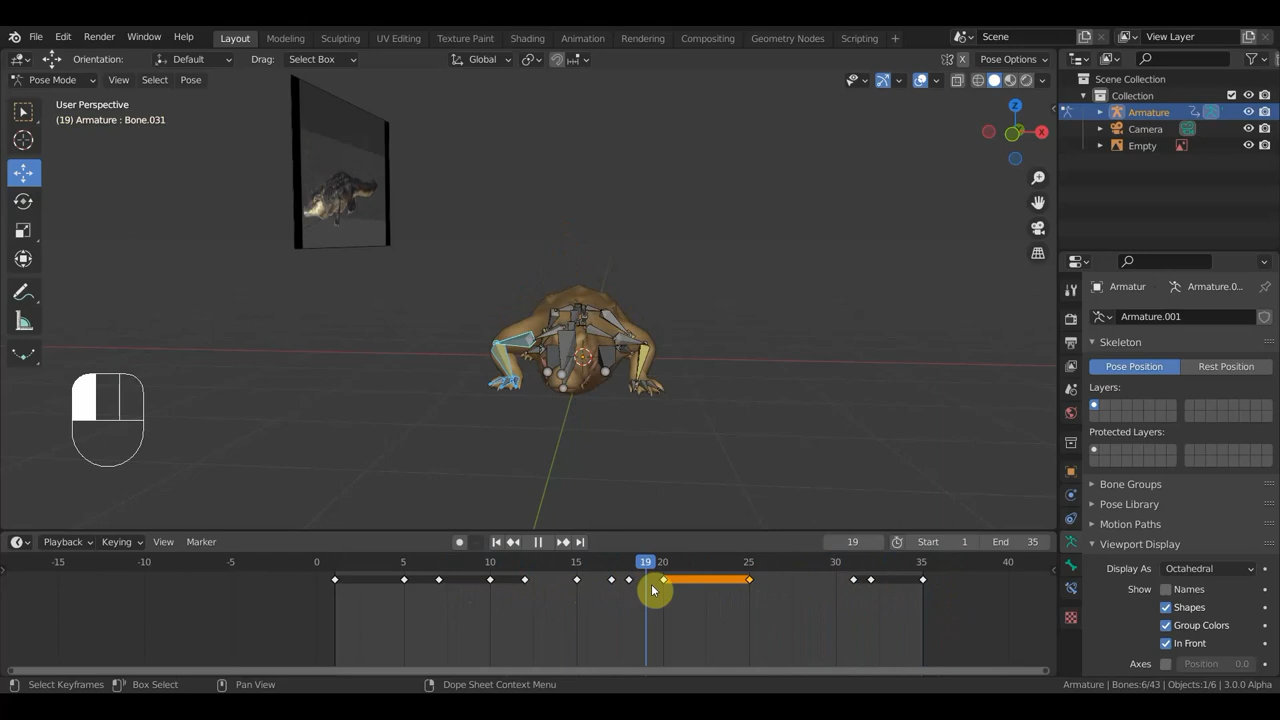 File Edit Render Window Help Layout Modeling Sculpting UV Editing Texture Paint Shading Animation Rendering Compositing Geometry Nodes Scripting + Scene View Layer
Orientation: Default Drag: Select Box Global Pose Options
Pose Mode View Select Pose
User Perspective
(19) Armature : Bone.031
Z
X
Scene Collection
Collection
Armature
Camera
Empty
Armatur Armature.0...
Armature.001
Skeleton
Pose Position Rest Position
Layers:
Protected Layers:
Bone Groups
Pose Library
Motion Paths
Viewport Display
Display As Octahedral
Show Names
Shapes
Group Colors
In Front
Axes Position 0.0
Playback Keying View Marker 19 Start 1 End 35
-15 -10 -5 0 5 10 15 19 20 25 30 35 40
Select Keyframes Box Select Pan View Dope Sheet Context Menu Armature | Bones:6/43 | Objects:1/6 | 3.0.0 Alpha